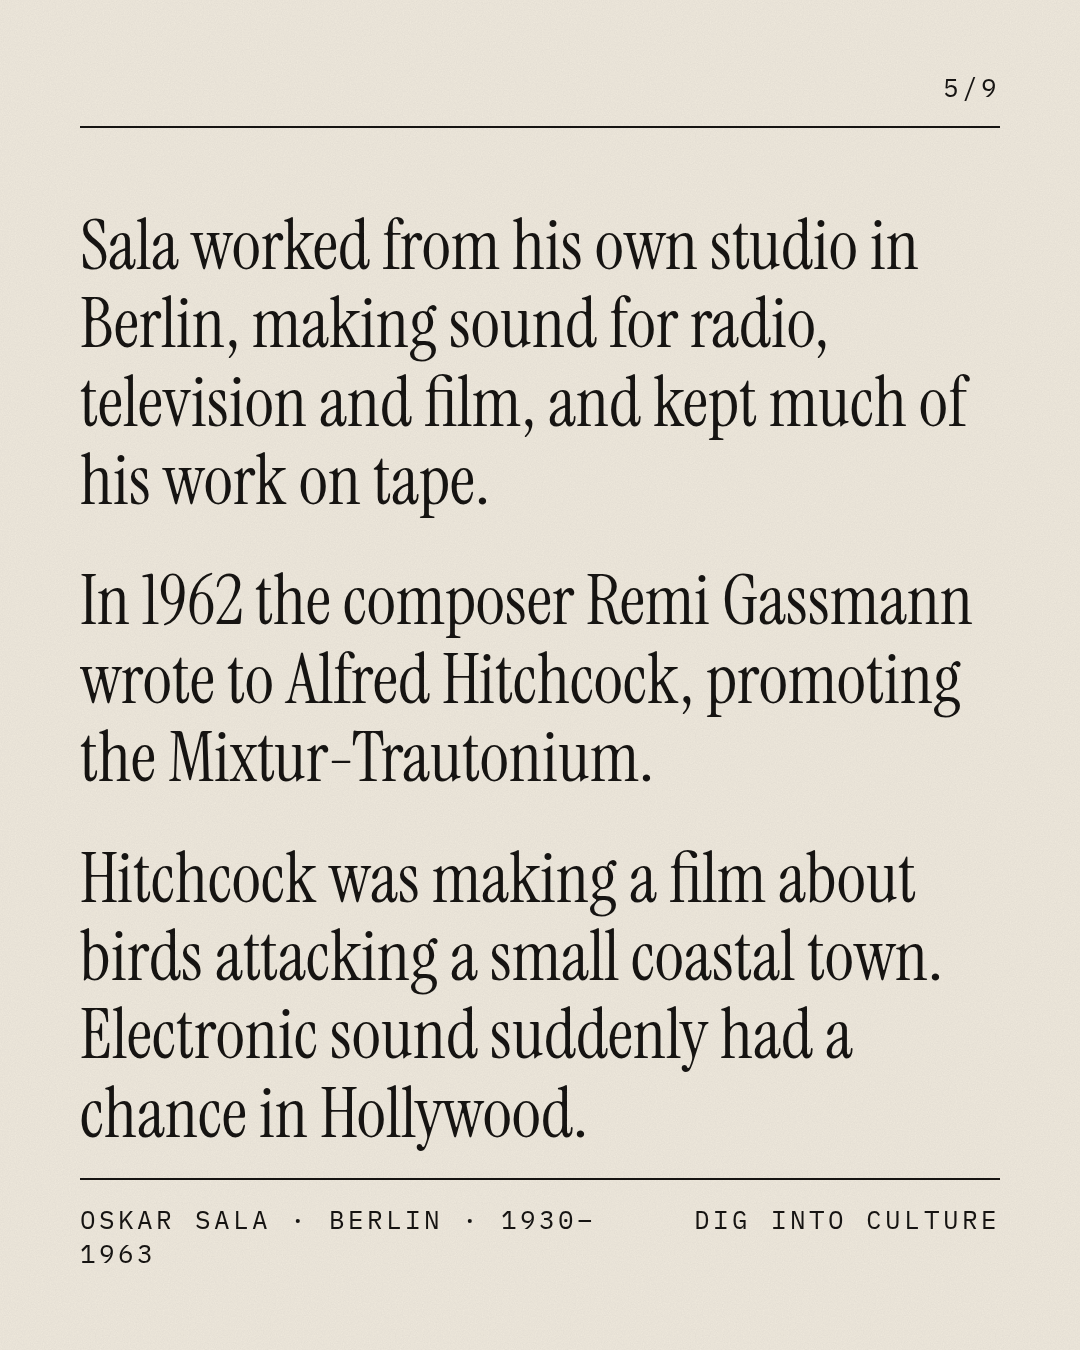 5/9
Sala worked from his own studio in
Berlin, making sound for radio,
television and film, and kept much of
his work on tape.
In 1962 the composer Remi Gassmann
wrote to Alfred Hitchcock, promoting
the Mixtur-Trautonium.
Hitchcock was making a film about
birds attacking a small coastal town.
Electronic sound suddenly had a
chance in Hollywood.
OSKAR SALA · BERLIN · 1930–
1963
DIG INTO CULTURE